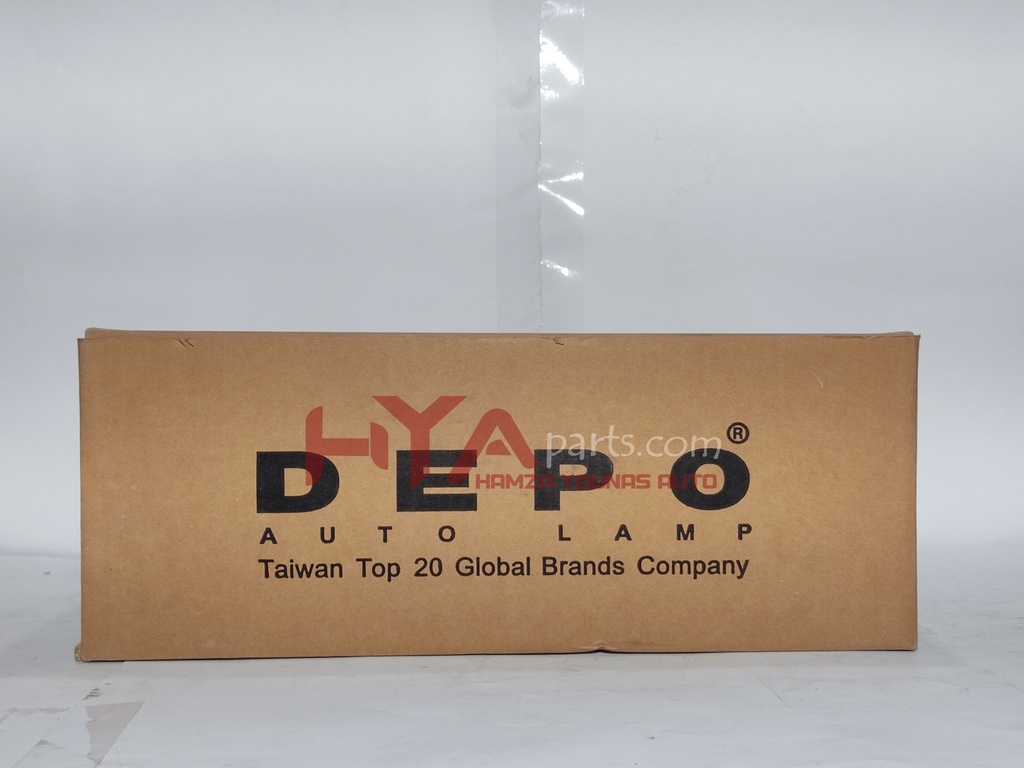 HYAparts.com
HAMZA YOUNAS AUTO
DEPO®
AUTO LAMP
Taiwan Top 20 Global Brands Company